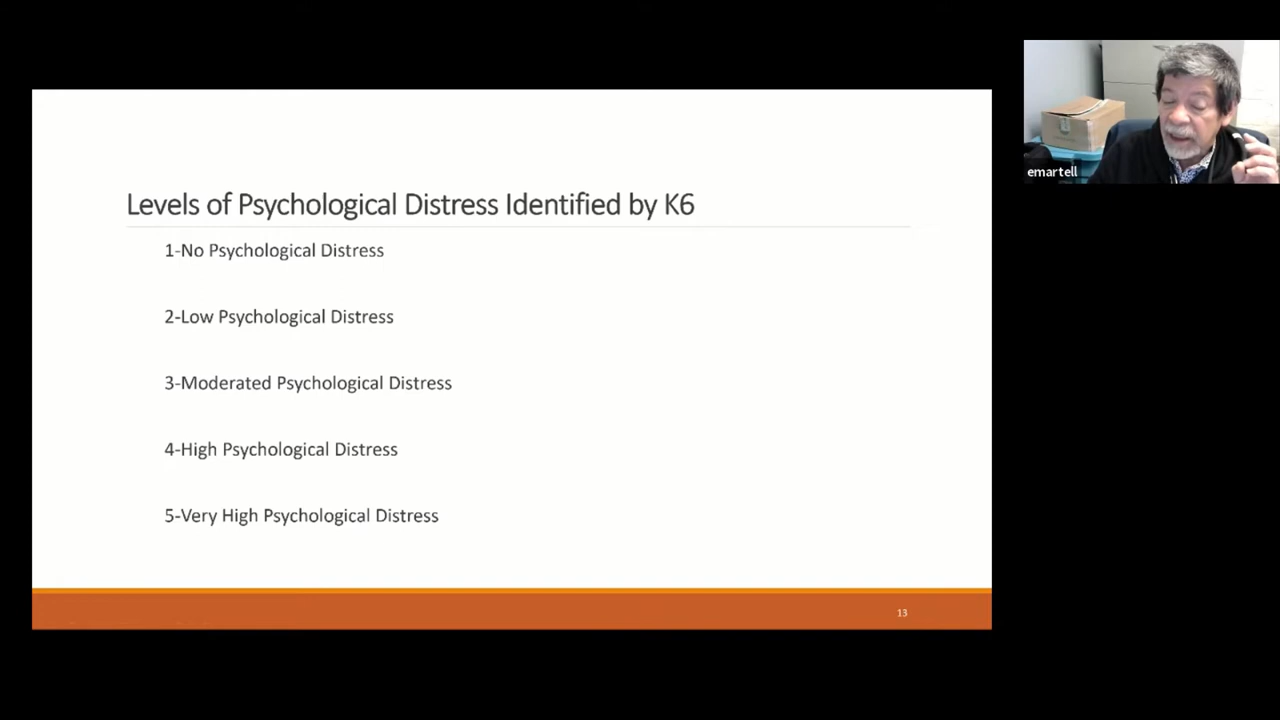 Levels of Psychological Distress Identified by K6
1-No Psychological Distress
2-Low Psychological Distress
3-Moderated Psychological Distress
4-High Psychological Distress
5-Very High Psychological Distress
13
emartell